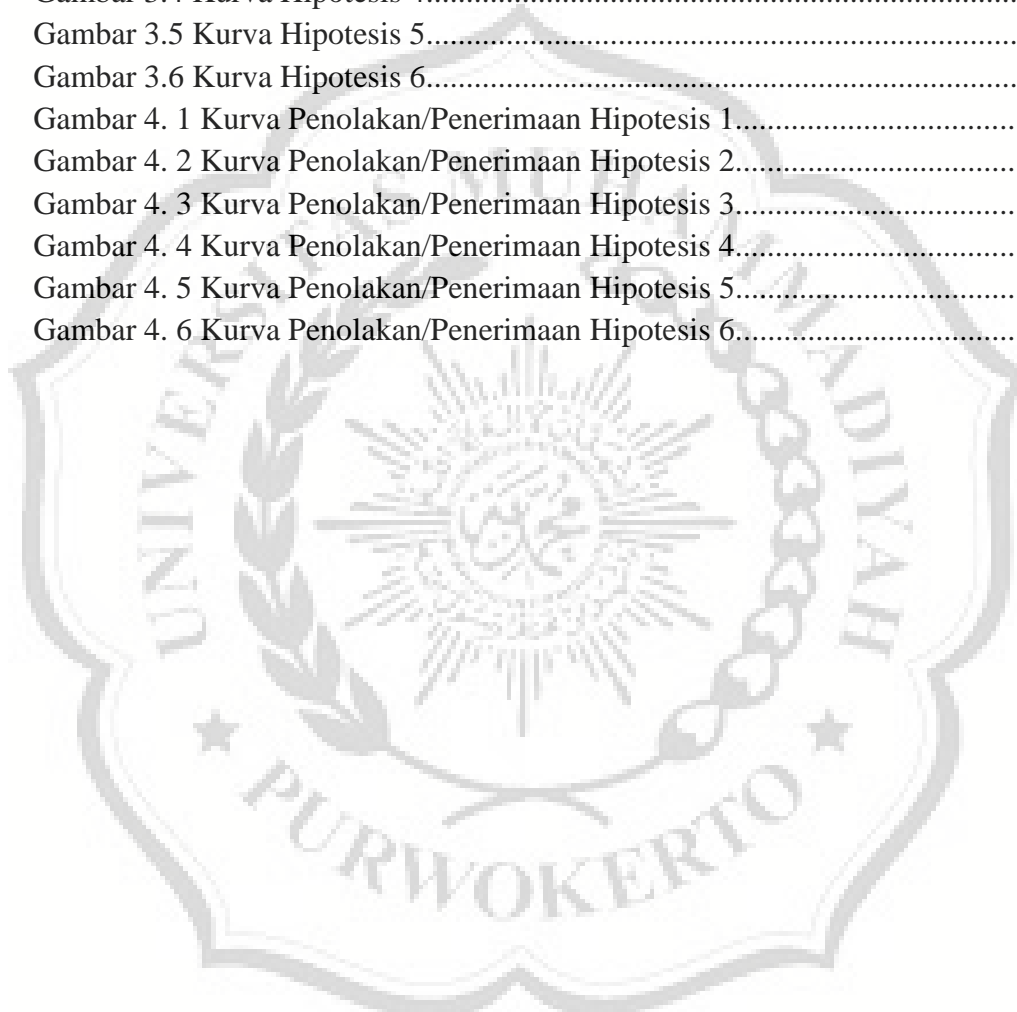 Gambar 3.5 Kurva Hipotesis 5
Gambar 3.6 Kurva Hipotesis 6
Gambar 4. 1 Kurva Penolakan/Penerimaan Hipotesis 1
Gambar 4. 2 Kurva Penolakan/Penerimaan Hipotesis 2
Gambar 4. 3 Kurva Penolakan/Penerimaan Hipotesis 3
Gambar 4. 4 Kurva Penolakan/Penerimaan Hipotesis 4
Gambar 4. 5 Kurva Penolakan/Penerimaan Hipotesis 5
Gambar 4. 6 Kurva Penolakan/Penerimaan Hipotesis 6
UNIVERSITAS MUHAMMADIYAH
PURWOKERTO